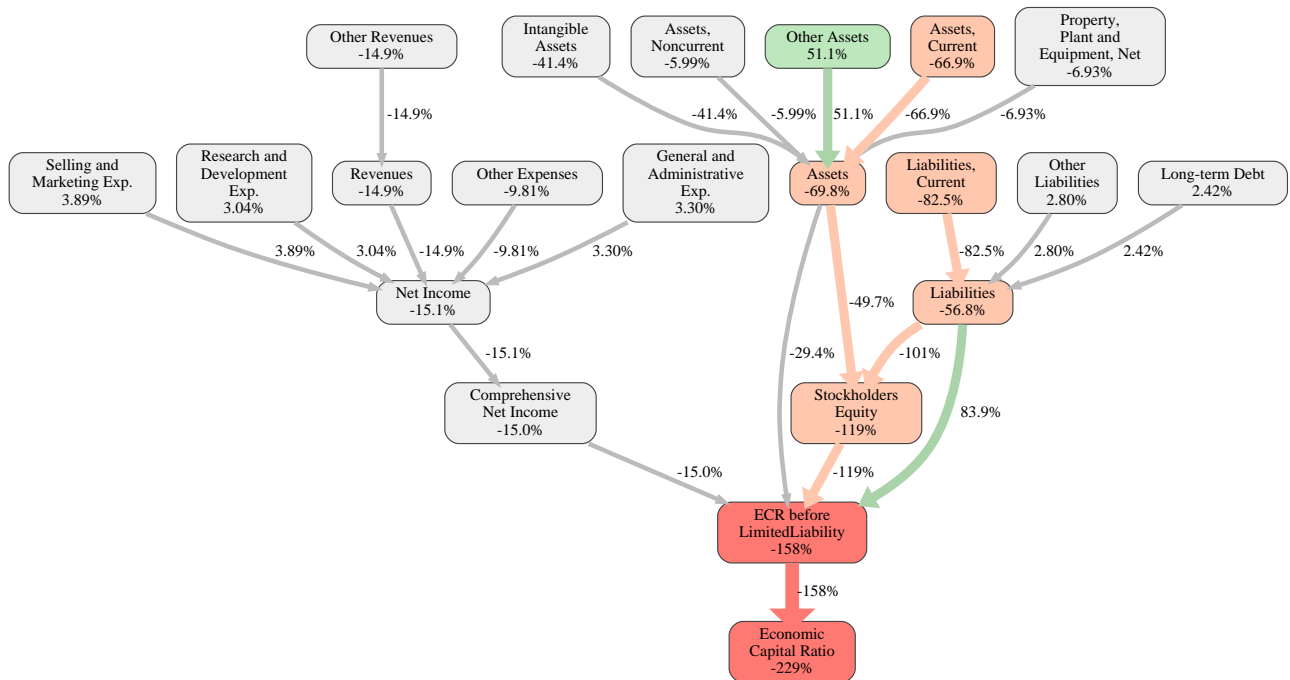 Other Revenues
-14.9%
Intangible
Assets
-41.4%
Assets,
Noncurrent
-5.99%
Other Assets
51.1%
Assets,
Current
-66.9%
Property,
Plant and
Equipment, Net
-6.93%
-14.9%
-41.4%
-5.99%
51.1%
-66.9%
-6.93%
Selling and
Marketing Exp.
3.89%
Research and
Development
Exp.
3.04%
Revenues
-14.9%
Other Expenses
-9.81%
General and
Administrative
Exp.
3.30%
Assets
-69.8%
Liabilities,
Current
-82.5%
Other
Liabilities
2.80%
Long-term Debt
2.42%
3.89%
3.04%
-14.9%
-9.81%
3.30%
-82.5%
2.80%
2.42%
Net Income
-15.1%
-49.7%
Liabilities
-56.8%
-15.1%
-29.4%
-101%
83.9%
Comprehensive
Net Income
-15.0%
Stockholders
Equity
-119%
-15.0%
-119%
ECR before
LimitedLiability
-158%
-158%
Economic
Capital Ratio
-229%